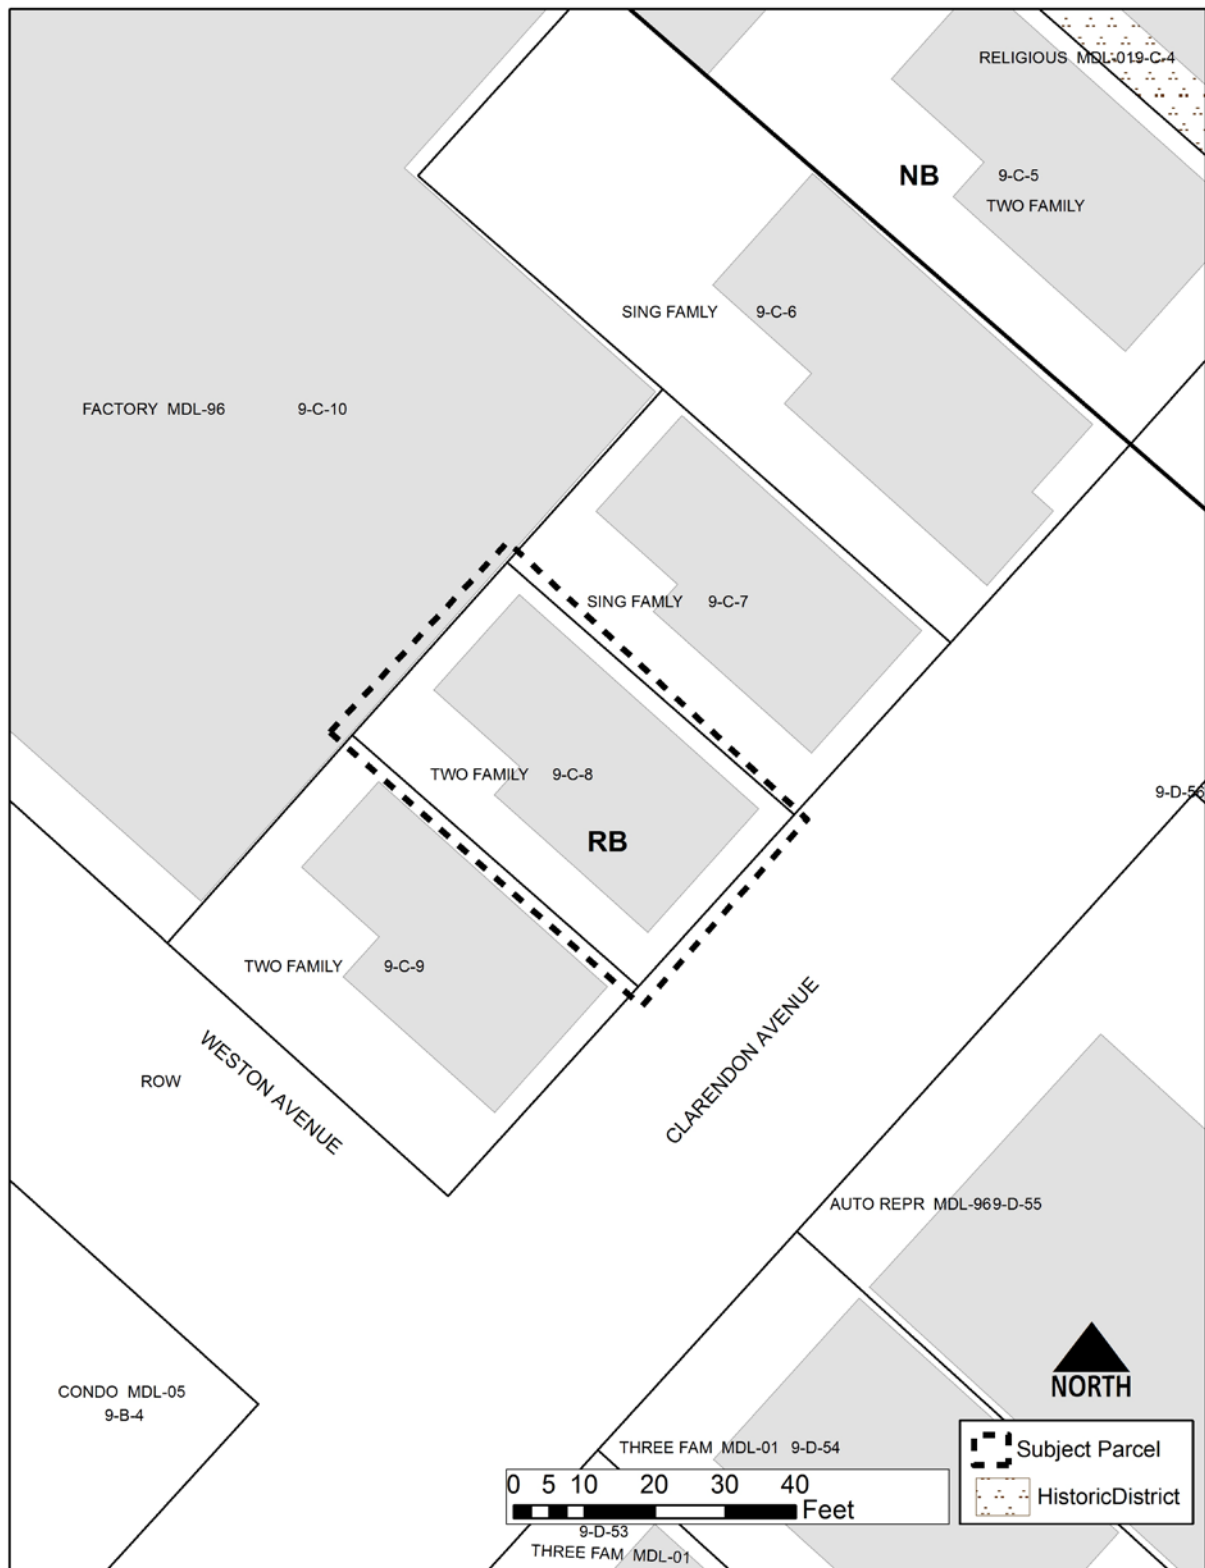 RELIGIOUS MDL-019-C-4
NB
9-C-5
TWO FAMILY
SING FAMLY 9-C-6
FACTORY MDL-96 9-C-10
SING FAMLY 9-C-7
TWO FAMILY 9-C-8
9-D-56
RB
TWO FAMILY 9-C-9
WESTON AVENUE
CLARENDON AVENUE
ROW
AUTO REPR MDL-969-D-55
CONDO MDL-05
9-B-4
NORTH
THREE FAM MDL-01 9-D-54
Subject Parcel
HistoricDistrict
0 5 10 20 30 40
Feet
9-D-53
THREE FAM MDL-01